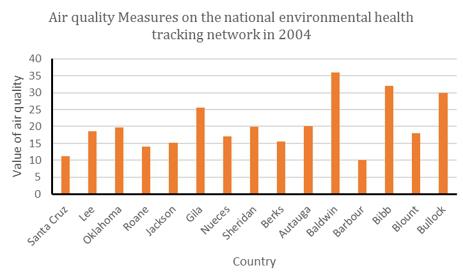 Air quality Measures on the national environmental health
tracking network in 2004
Value of air quality
40
35
30
25
20
15
10
5
0
Santa Cruz
Lee
Oklahoma
Roane
Jackson
Gila
Nueces
Sheridan
Berks
Autauga
Baldwin
Barbour
Bibb
Blount
Bullock
Country